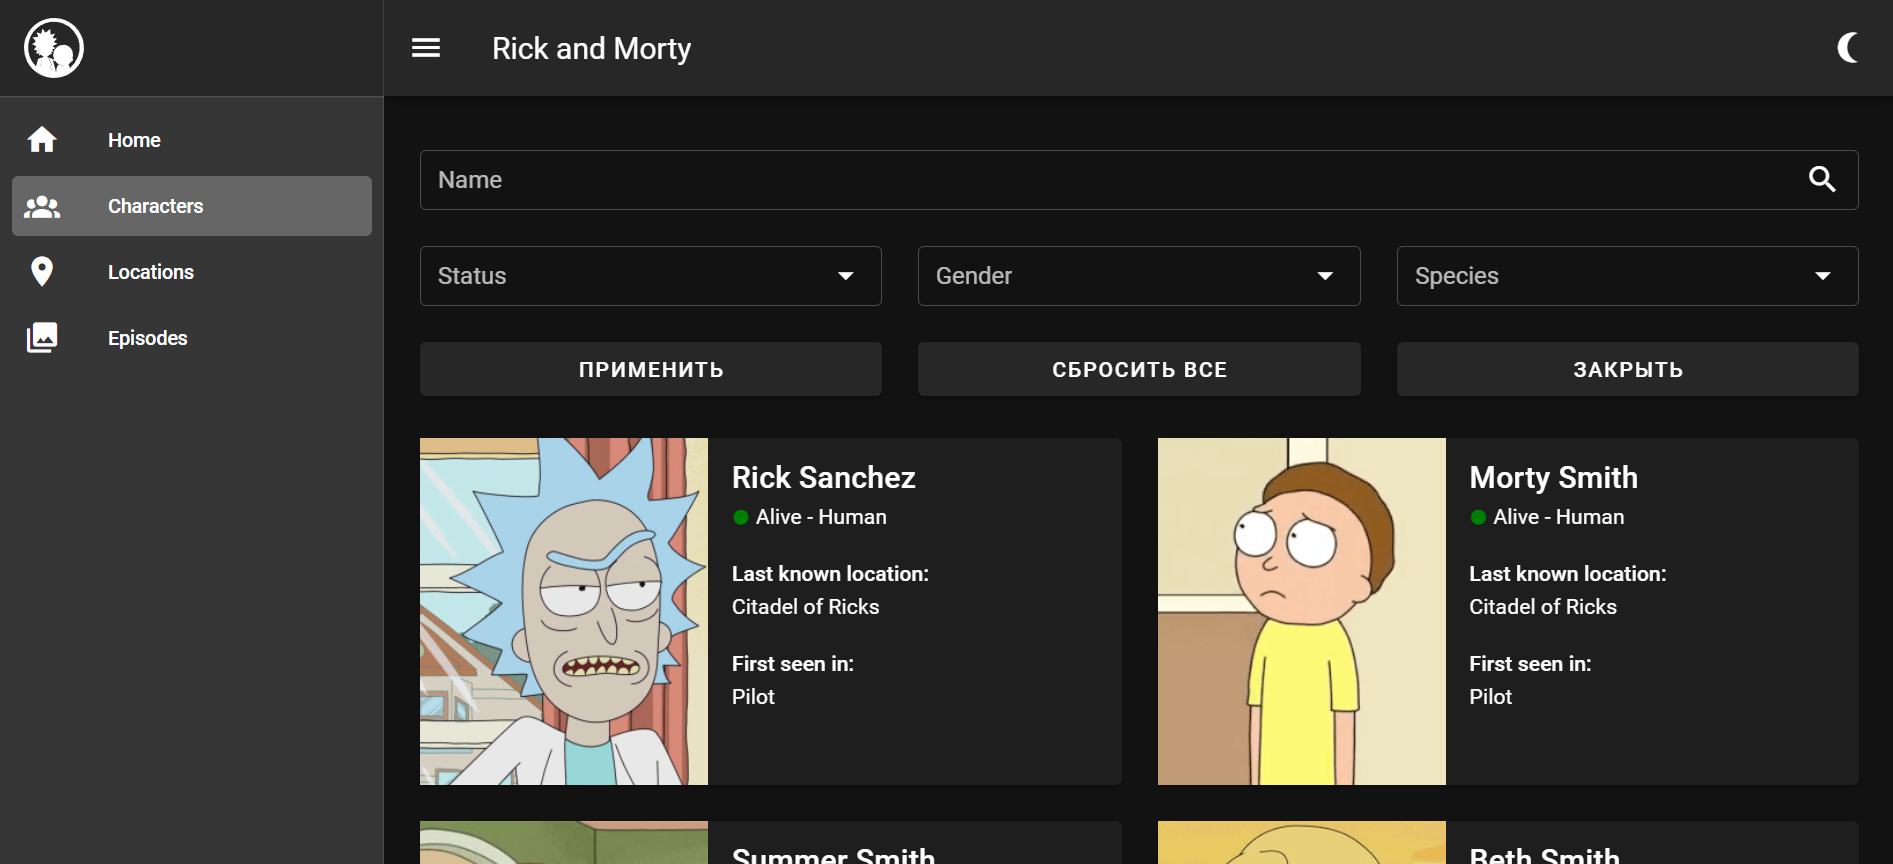 Rick and Morty
Home
Characters
Locations
Episodes
Name
Status
Gender
Species
ПРИМЕНИТЬ
СБРОСИТЬ ВСЕ
ЗАКРЫТЬ
Rick Sanchez
Alive - Human
Last known location:
Citadel of Ricks
First seen in:
Pilot
Morty Smith
Alive - Human
Last known location:
Citadel of Ricks
First seen in:
Pilot
Summer Smith
Beth Smith